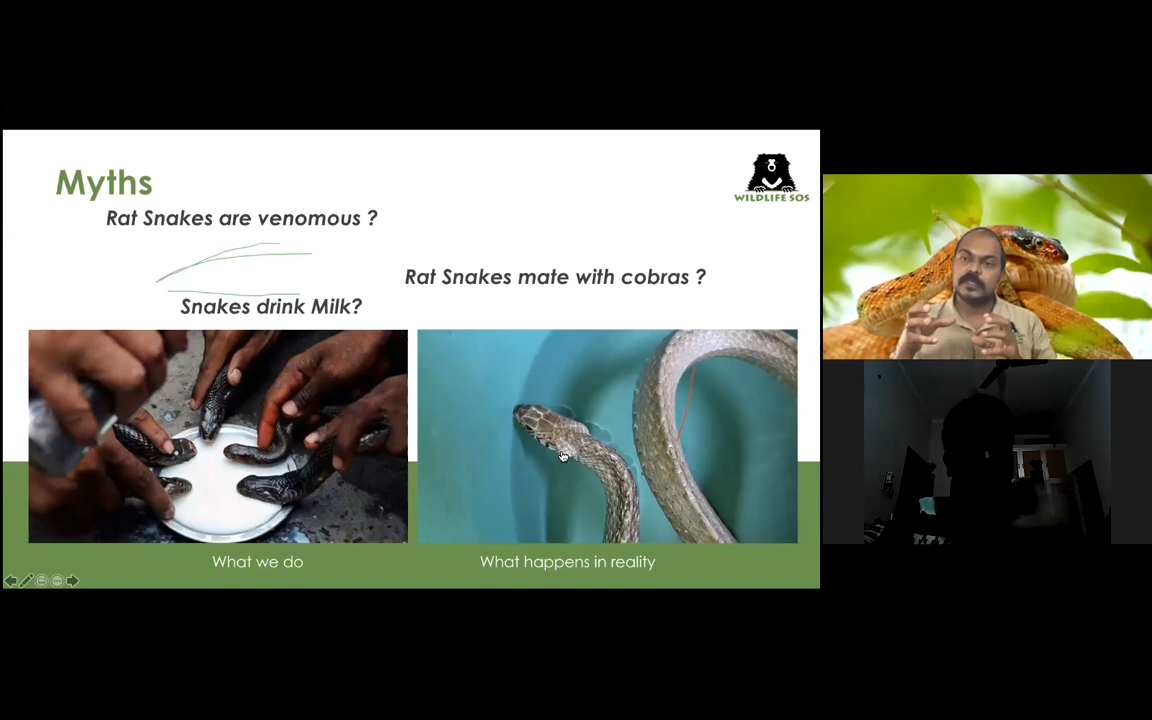 Myths
WILDLIFE SOS
Rat Snakes are venomous ?
Rat Snakes mate with cobras ?
Snakes drink Milk?
What we do
What happens in reality